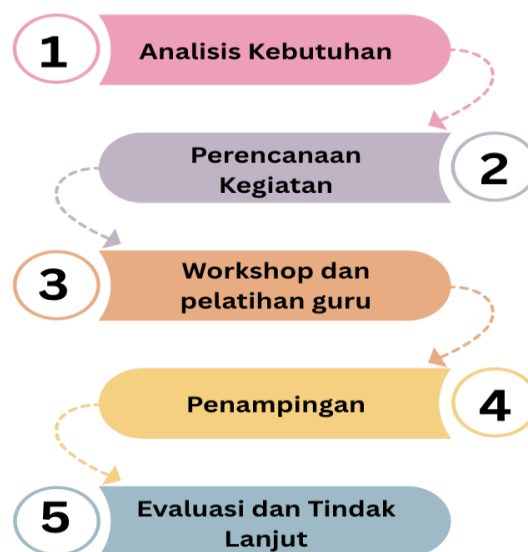 1
Analisis Kebutuhan
Perencanaan
Kegiatan
2
3
Workshop dan
pelatihan guru
Penampingan
4
5
Evaluasi dan Tindak
Lanjut